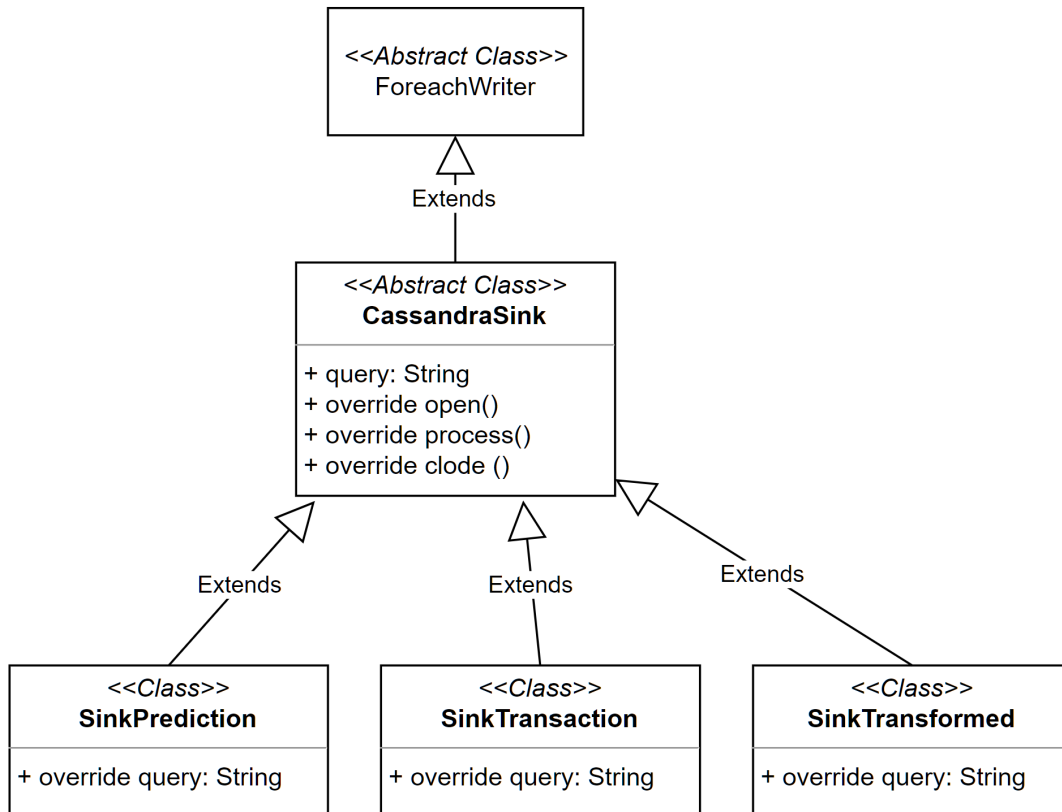 <<Abstract Class>>
ForeachWriter
Extends
<<Abstract Class>>
CassandraSink
+ query: String
+ override open()
+ override process()
+ override clode ()
Extends
Extends
Extends
<<Class>>
SinkPrediction
+ override query: String
<<Class>>
SinkTransaction
+ override query: String
<<Class>>
SinkTransformed
+ override query: String